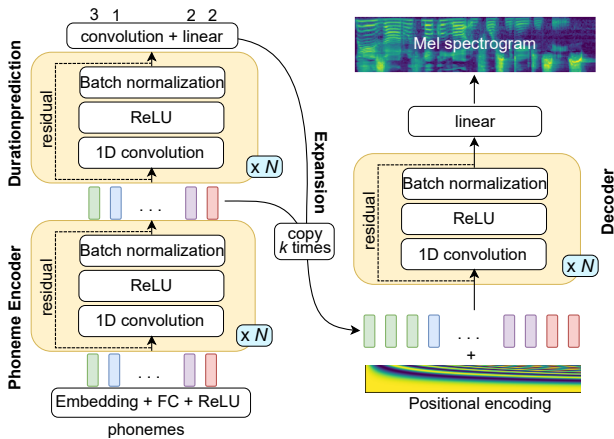 3 1 2 2
convolution + linear
Durationprediction
residual
Batch normalization
ReLU
1D convolution
x N
. . .
Phoneme Encoder
residual
Batch normalization
ReLU
1D convolution
x N
. . .
Embedding + FC + ReLU
phonemes
Expansion
copy
k times
Mel spectrogram
linear
Decoder
residual
Batch normalization
ReLU
1D convolution
x N
. . .
+
Positional encoding